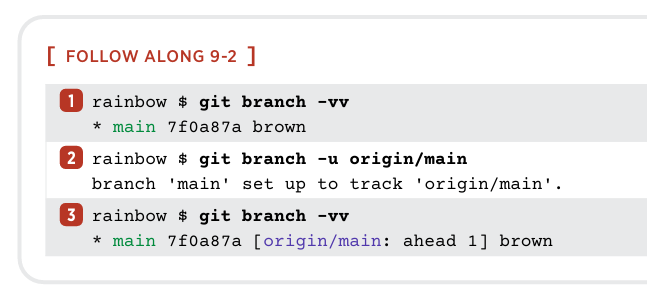 [ FOLLOW ALONG 9-2 ]
1 rainbow $ git branch -vv
* main 7f0a87a brown
2 rainbow $ git branch -u origin/main
branch 'main' set up to track 'origin/main'.
3 rainbow $ git branch -vv
* main 7f0a87a [origin/main: ahead 1] brown